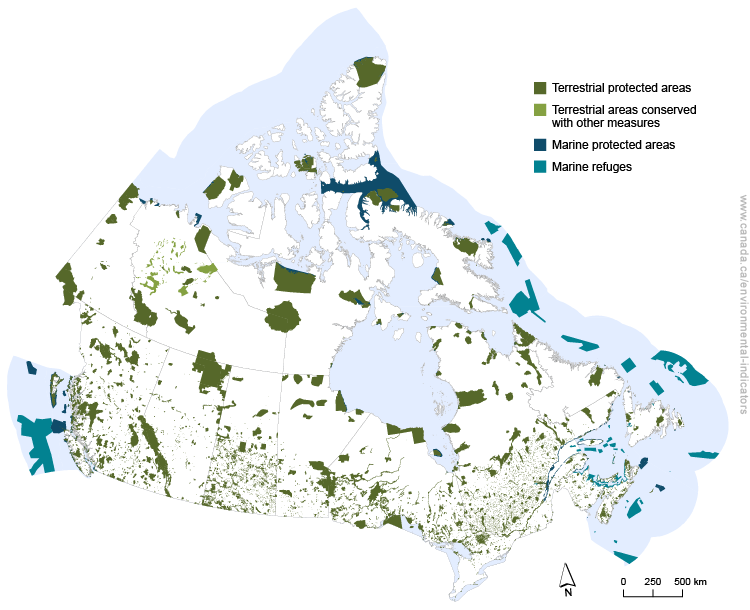 Terrestrial protected areas
Terrestrial areas conserved
with other measures
Marine protected areas
Marine refuges
www.canada.ca/environmental-indicators
N
0 250 500 km